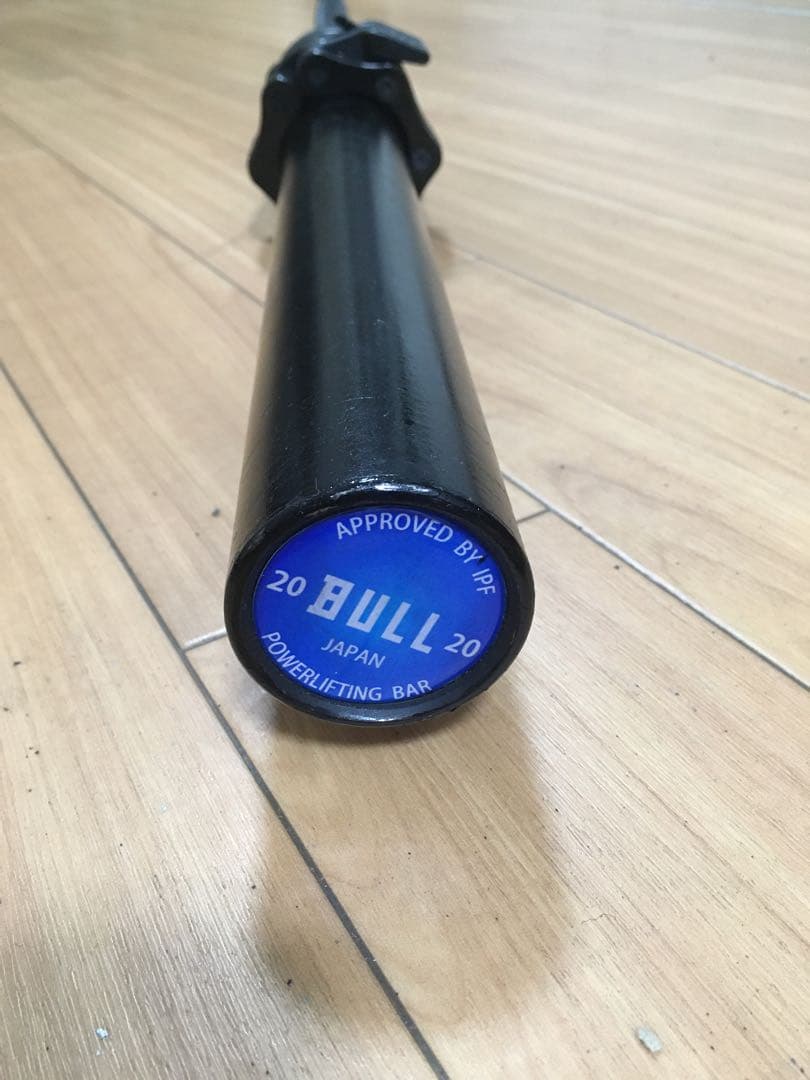 APPROVED BY IPF
20 BULL 20
JAPAN
POWERLIFTING BAR